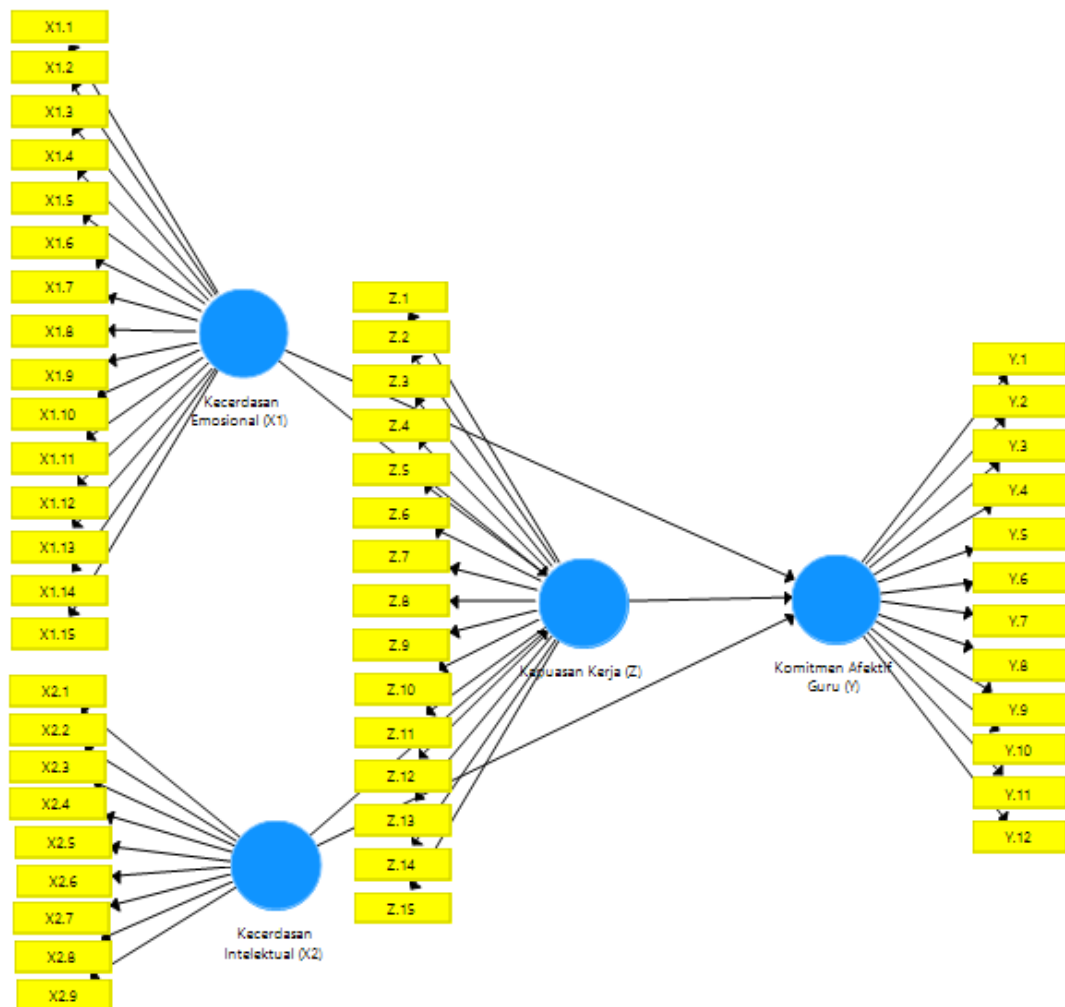 X1.1
X1.2
X1.3
X1.4
X1.5
X1.6
X1.7
X1.8
X1.9
X1.10
X1.11
X1.12
X1.13
X1.14
X1.15
Kecerdasan
Emosional (X1)
X2.1
X2.2
X2.3
X2.4
X2.5
X2.6
X2.7
X2.8
X2.9
Kecerdasan
Intelektual (X2)
Z.1
Z.2
Z.3
Z.4
Z.5
Z.6
Z.7
Z.8
Z.9
Z.10
Z.11
Z.12
Z.13
Z.14
Z.15
Kepuasan Kerja (Z)
Komitmen Afektif
Guru (Y)
Y.1
Y.2
Y.3
Y.4
Y.5
Y.6
Y.7
Y.8
Y.9
Y.10
Y.11
Y.12